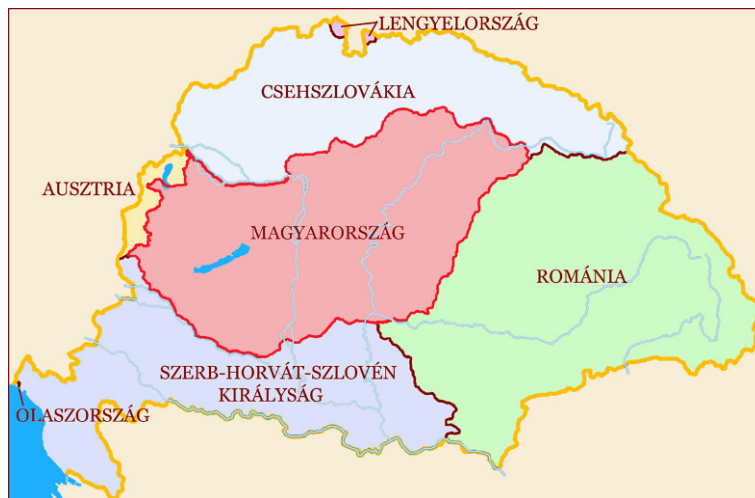 LENGYELORSZÁG
CSEHSZLOVÁKIA
AUSZTRIA
MAGYARORSZÁG
ROMÁNIA
SZERB-HORVÁT-SZLOVÉN
KIRÁLYSÁG
OLASZORSZÁG